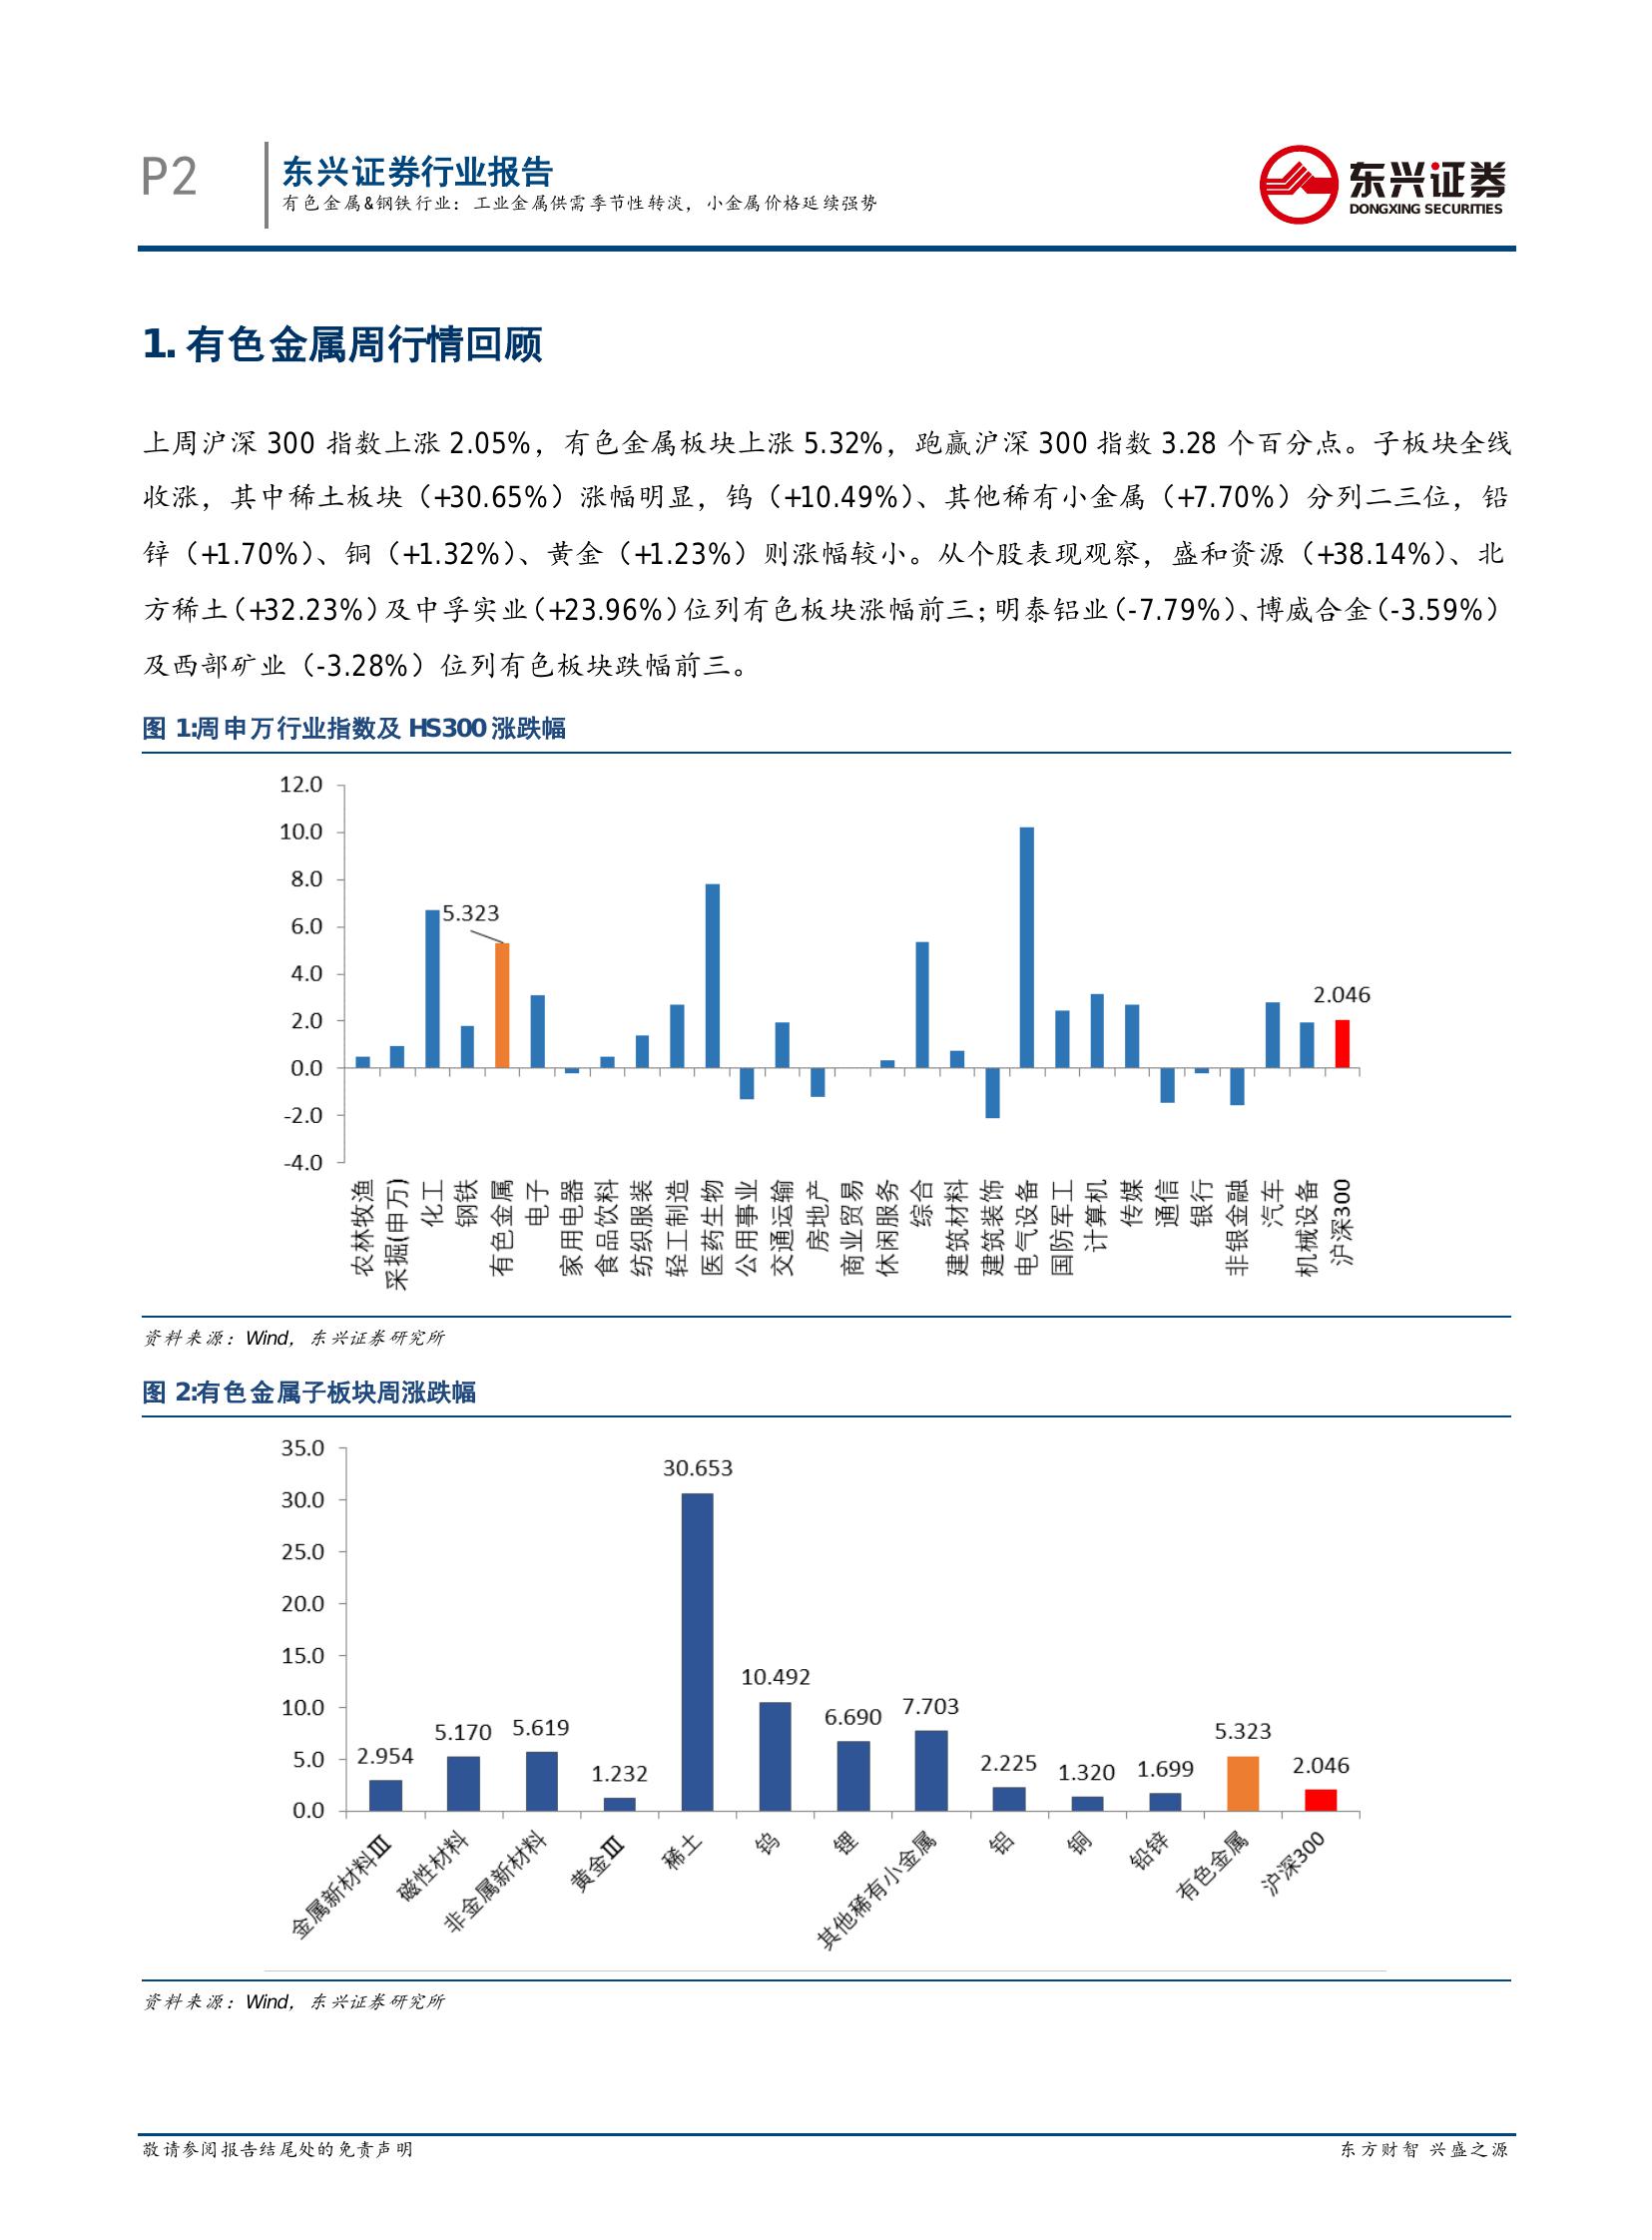 P2
东兴证券行业报告
有色金属&钢铁行业：工业金属供需季节性转淡，小金属价格延续强势
东兴证券
DONGXING SECURITIES
1. 有色金属周行情回顾
上周沪深 300 指数上涨 2.05%，有色金属板块上涨 5.32%，跑赢沪深 300 指数 3.28 个百分点。子板块全线
收涨，其中稀土板块（+30.65%）涨幅明显，钨（+10.49%）、其他稀有小金属（+7.70%）分列二三位，铅
锌（+1.70%）、铜（+1.32%）、黄金（+1.23%）则涨幅较小。从个股表现观察，盛和资源（+38.14%）、北
方稀土（+32.23%）及中孚实业（+23.96%）位列有色板块涨幅前三；明泰铝业（-7.79%）、博威合金（-3.59%）
及西部矿业（-3.28%）位列有色板块跌幅前三。
图 1:周申万行业指数及 HS300 涨跌幅
12.0
10.0
8.0
6.0
4.0
2.0
0.0
-2.0
-4.0
5.323
2.046
农林牧渔
采掘(申万)
化工
钢铁
有色金属
电子
家用电器
食品饮料
纺织服装
轻工制造
医药生物
公用事业
交通运输
房地产
商业贸易
休闲服务
综合
建筑材料
建筑装饰
电气设备
国防军工
计算机
传媒
通信
银行
非银金融
汽车
机械设备
沪深300
资料来源：Wind，东兴证券研究所
图 2:有色金属子板块周涨跌幅
35.0
30.0
25.0
20.0
15.0
10.0
5.0
0.0
2.954
5.170
5.619
1.232
30.653
10.492
6.690
7.703
2.225
1.320
1.699
5.323
2.046
金属新材料Ⅲ
磁性材料
非金属新材料
黄金Ⅲ
稀土
钨
锂
其他稀有小金属
铝
铜
铅锌
有色金属
沪深300
资料来源：Wind，东兴证券研究所
敬请参阅报告结尾处的免责声明
东方财智 兴盛之源